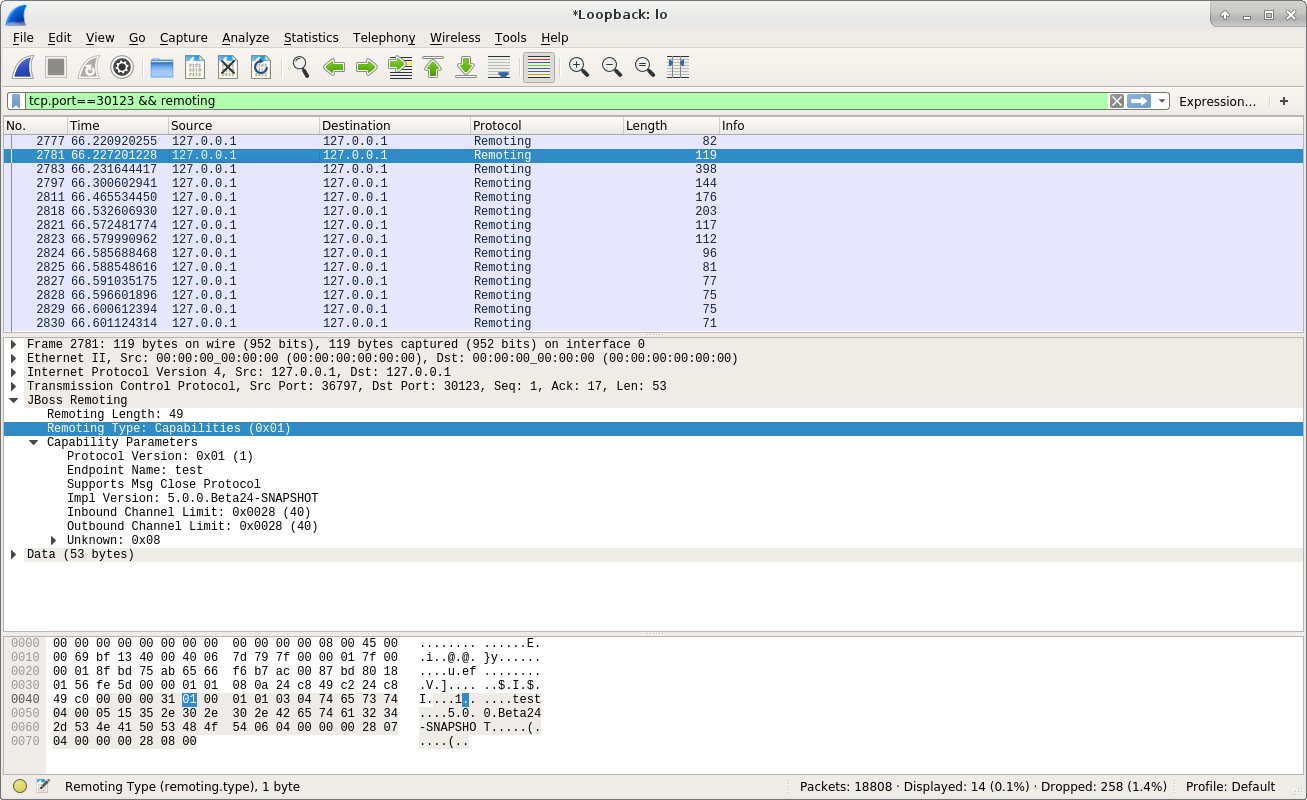 *Loopback: lo
File Edit View Go Capture Analyze Statistics Telephony Wireless Tools Help
tcp.port==30123 && remoting Expression… +
No. Time Source Destination Protocol Length Info
2777 66.220920255 127.0.0.1 127.0.0.1 Remoting 82
2781 66.227201228 127.0.0.1 127.0.0.1 Remoting 119
2783 66.231644417 127.0.0.1 127.0.0.1 Remoting 398
2797 66.300602941 127.0.0.1 127.0.0.1 Remoting 144
2811 66.465534450 127.0.0.1 127.0.0.1 Remoting 176
2818 66.532606930 127.0.0.1 127.0.0.1 Remoting 203
2821 66.572481774 127.0.0.1 127.0.0.1 Remoting 117
2823 66.579990962 127.0.0.1 127.0.0.1 Remoting 112
2824 66.585688468 127.0.0.1 127.0.0.1 Remoting 96
2825 66.588548616 127.0.0.1 127.0.0.1 Remoting 81
2827 66.591035175 127.0.0.1 127.0.0.1 Remoting 77
2828 66.596601896 127.0.0.1 127.0.0.1 Remoting 75
2829 66.600612394 127.0.0.1 127.0.0.1 Remoting 75
2830 66.601124314 127.0.0.1 127.0.0.1 Remoting 71
Frame 2781: 119 bytes on wire (952 bits), 119 bytes captured (952 bits) on interface 0
Ethernet II, Src: 00:00:00_00:00:00 (00:00:00:00:00:00), Dst: 00:00:00_00:00:00 (00:00:00:00:00:00)
Internet Protocol Version 4, Src: 127.0.0.1, Dst: 127.0.0.1
Transmission Control Protocol, Src Port: 36797, Dst Port: 30123, Seq: 1, Ack: 17, Len: 53
JBoss Remoting
Remoting Length: 49
Remoting Type: Capabilities (0x01)
Capability Parameters
Protocol Version: 0x01 (1)
Endpoint Name: test
Supports Msg Close Protocol
Impl Version: 5.0.0.Beta24-SNAPSHOT
Inbound Channel Limit: 0x0028 (40)
Outbound Channel Limit: 0x0028 (40)
Unknown: 0x08
Data (53 bytes)
0000 00 00 00 00 00 00 00 00 00 00 00 00 08 00 45 00 ........ ......E.
0010 00 69 bf 13 40 00 40 06 7d 79 7f 00 00 01 7f 00 .i..@.@. }y......
0020 00 01 8f bd 75 ab 65 66 f6 b7 ac 00 87 bd 80 18 ....u.ef ........
0030 01 56 fe 5d 00 00 01 01 08 0a 24 c8 49 c2 24 c8 .V.].... ..$.I.$.
0040 49 c0 00 00 00 31 01 00 01 01 03 04 74 65 73 74 I....1.. ....test
0050 04 00 05 15 35 2e 30 2e 30 2e 42 65 74 61 32 34 ....5.0. 0.Beta24
0060 2d 53 4e 41 50 53 48 4f 54 06 04 00 00 00 28 07 -SNAPSHO T.....(.
0070 04 00 00 00 28 08 00 ....(..
Remoting Type (remoting.type), 1 byte Packets: 18808 · Displayed: 14 (0.1%) · Dropped: 258 (1.4%) Profile: Default